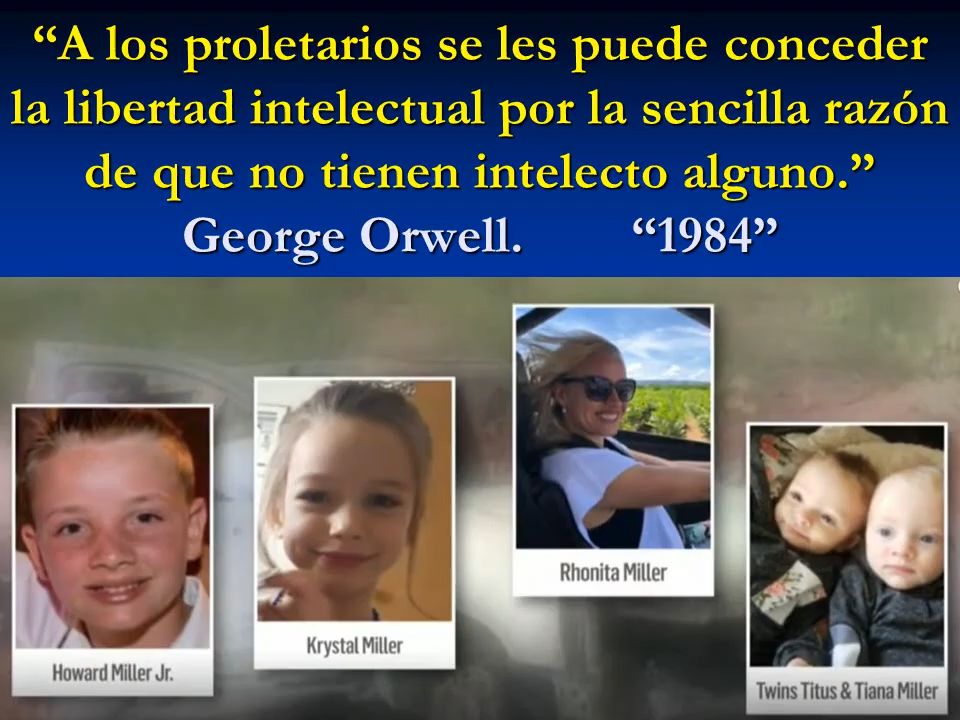 “A los proletarios se les puede conceder
la libertad intelectual por la sencilla razón
de que no tienen intelecto alguno.”
George Orwell. “1984”
Rhonita Miller
Krystal Miller
Howard Miller Jr.
Twins Titus & Tiana Miller